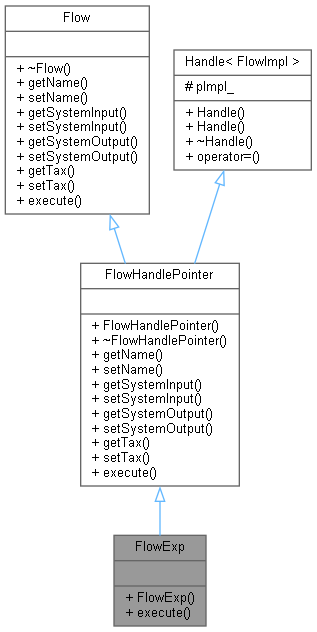 Flow
+ ~Flow()
+ getName()
+ setName()
+ getSystemInput()
+ setSystemInput()
+ getSystemOutput()
+ setSystemOutput()
+ getTax()
+ setTax()
+ execute()
Handle< FlowImpl >
# pImpl_
+ Handle()
+ Handle()
+ ~Handle()
+ operator=()
FlowHandlePointer
+ FlowHandlePointer()
+ ~FlowHandlePointer()
+ getName()
+ setName()
+ getSystemInput()
+ setSystemInput()
+ getSystemOutput()
+ setSystemOutput()
+ getTax()
+ setTax()
+ execute()
FlowExp
+ FlowExp()
+ execute()